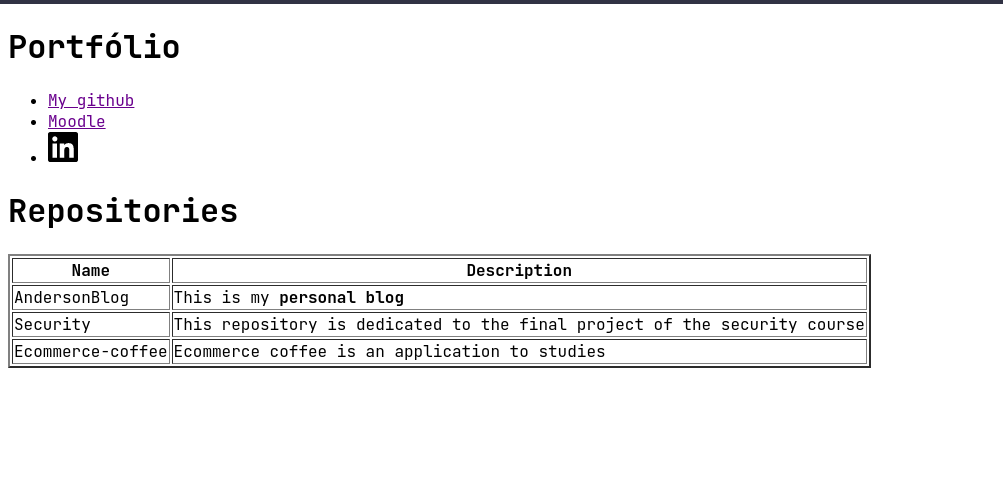 Portfólio
My github
Moodle
in
Repositories
Name Description
AndersonBlog This is my personal blog
Security This repository is dedicated to the final project of the security course
Ecommerce-coffee Ecommerce coffee is an application to studies